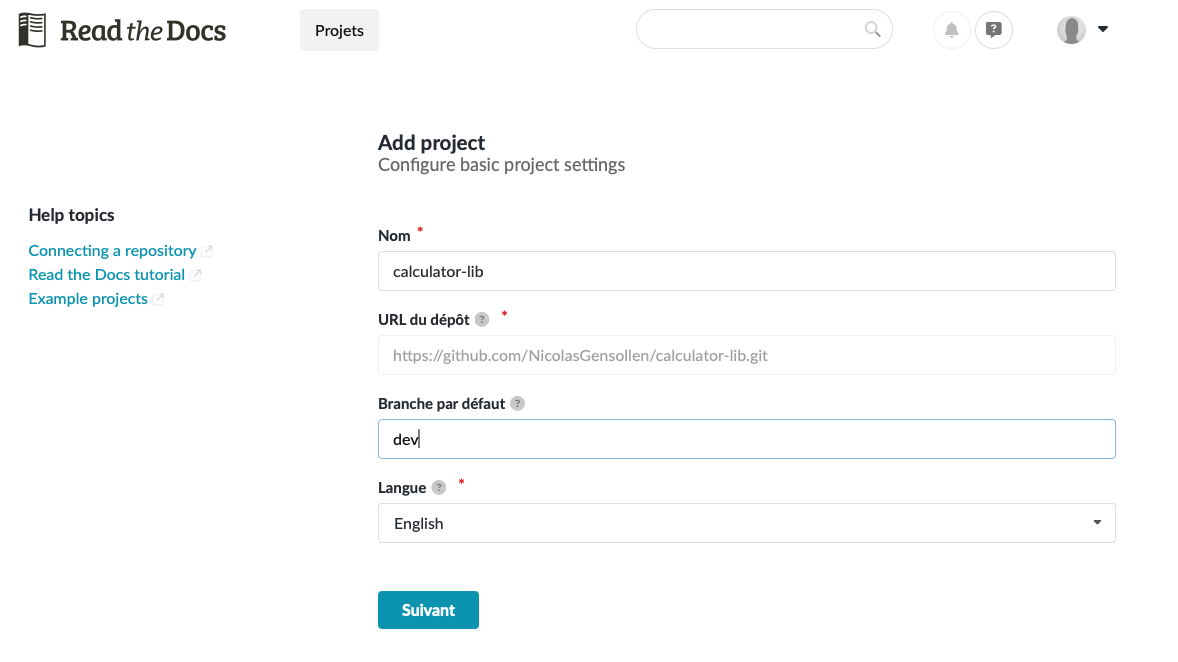 Read the Docs
Projets
Add project
Configure basic project settings
Help topics
Connecting a repository
Read the Docs tutorial
Example projects
Nom *
calculator-lib
URL du dépôt ? *
https://github.com/NicolasGensollen/calculator-lib.git
Branche par défaut ?
dev
Langue ? *
English
Suivant